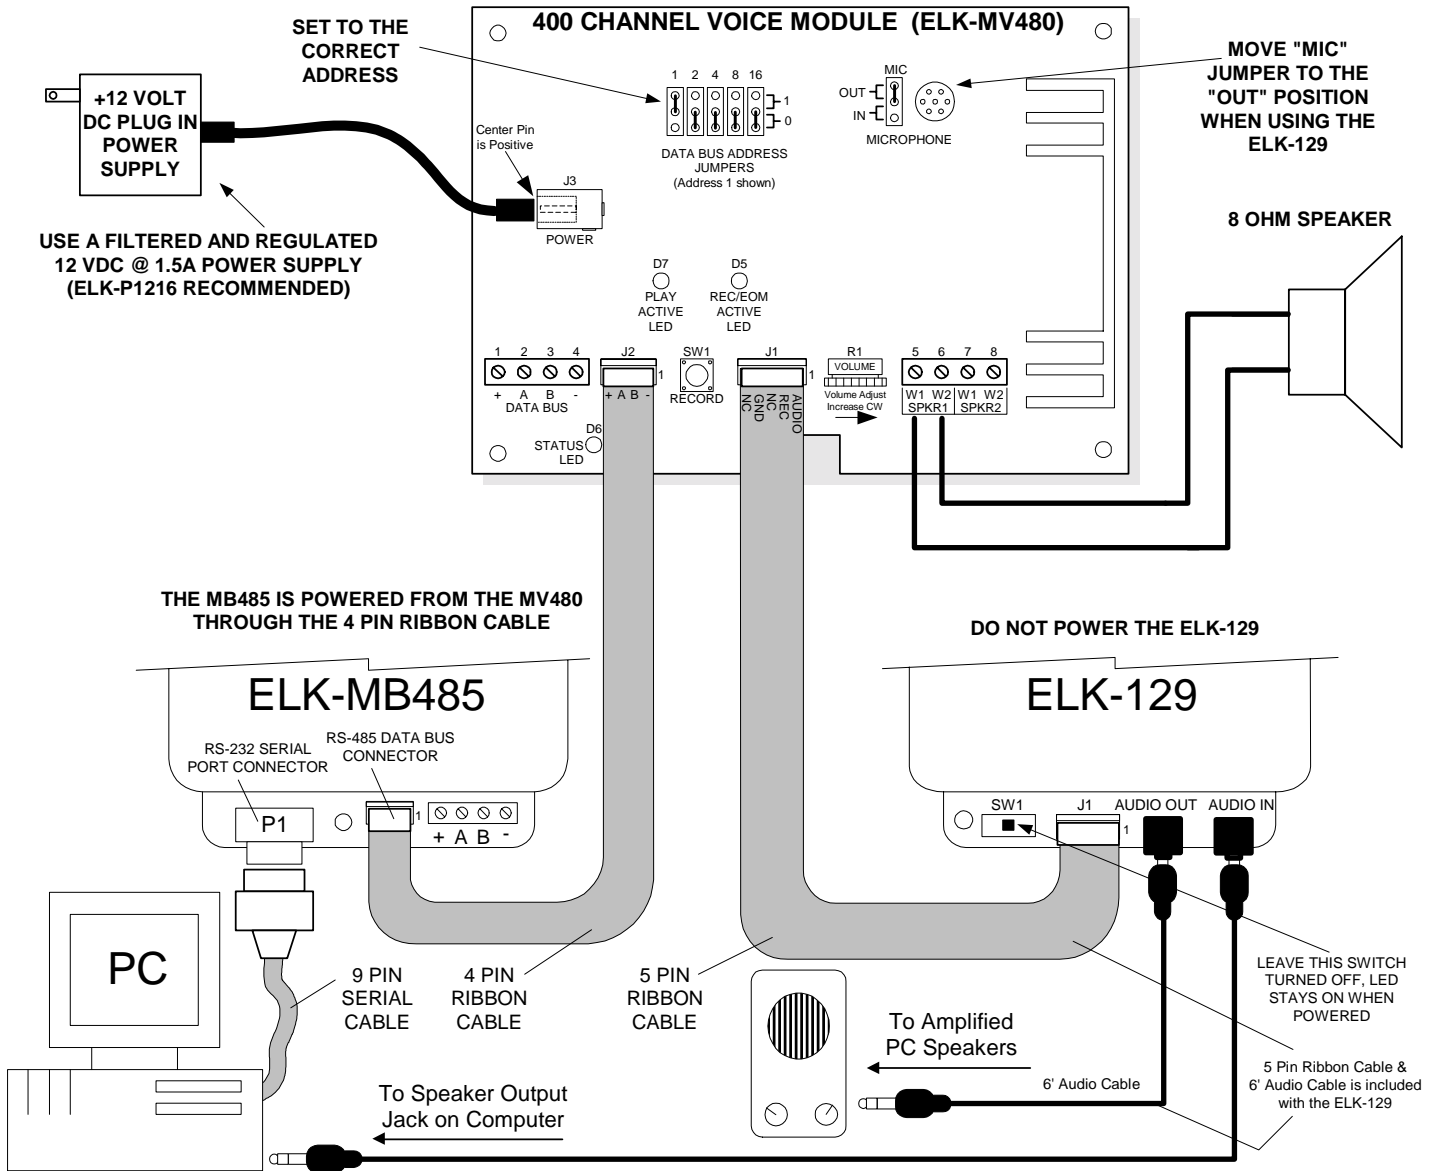 400 CHANNEL VOICE MODULE (ELK-MV480)
SET TO THE
CORRECT
ADDRESS
+12 VOLT
DC PLUG IN
POWER
SUPPLY
USE A FILTERED AND REGULATED
12 VDC @ 1.5A POWER SUPPLY
(ELK-P1216 RECOMMENDED)
Center Pin
is Positive
J3
POWER
1 2 4 8 16
1
0
DATA BUS ADDRESS
JUMPERS
(Address 1 shown)
MIC
OUT
IN
MICROPHONE
MOVE "MIC"
JUMPER TO THE
"OUT" POSITION
WHEN USING THE
ELK-129
8 OHM SPEAKER
D7
PLAY
ACTIVE
LED
D5
REC/EOM
ACTIVE
LED
1 2 3 4
+ A B -
DATA BUS
J2
1
+ A B -
SW1
RECORD
J1
1
NC
GND
NC
REC
AUDIO
R1
VOLUME
Volume Adjust
Increase CW
5 6 7 8
W1 W2 W1 W2
SPKR1 SPKR2
D6
STATUS
LED
THE MB485 IS POWERED FROM THE MV480
THROUGH THE 4 PIN RIBBON CABLE
DO NOT POWER THE ELK-129
ELK-MB485
RS-232 SERIAL
PORT CONNECTOR
RS-485 DATA BUS
CONNECTOR
P1
1
+ A B -
ELK-129
SW1
J1
1
AUDIO OUT
AUDIO IN
PC
9 PIN
SERIAL
CABLE
4 PIN
RIBBON
CABLE
5 PIN
RIBBON
CABLE
LEAVE THIS SWITCH
TURNED OFF, LED
STAYS ON WHEN
POWERED
To Amplified
PC Speakers
6' Audio Cable
5 Pin Ribbon Cable &
6' Audio Cable is included
with the ELK-129
To Speaker Output
Jack on Computer